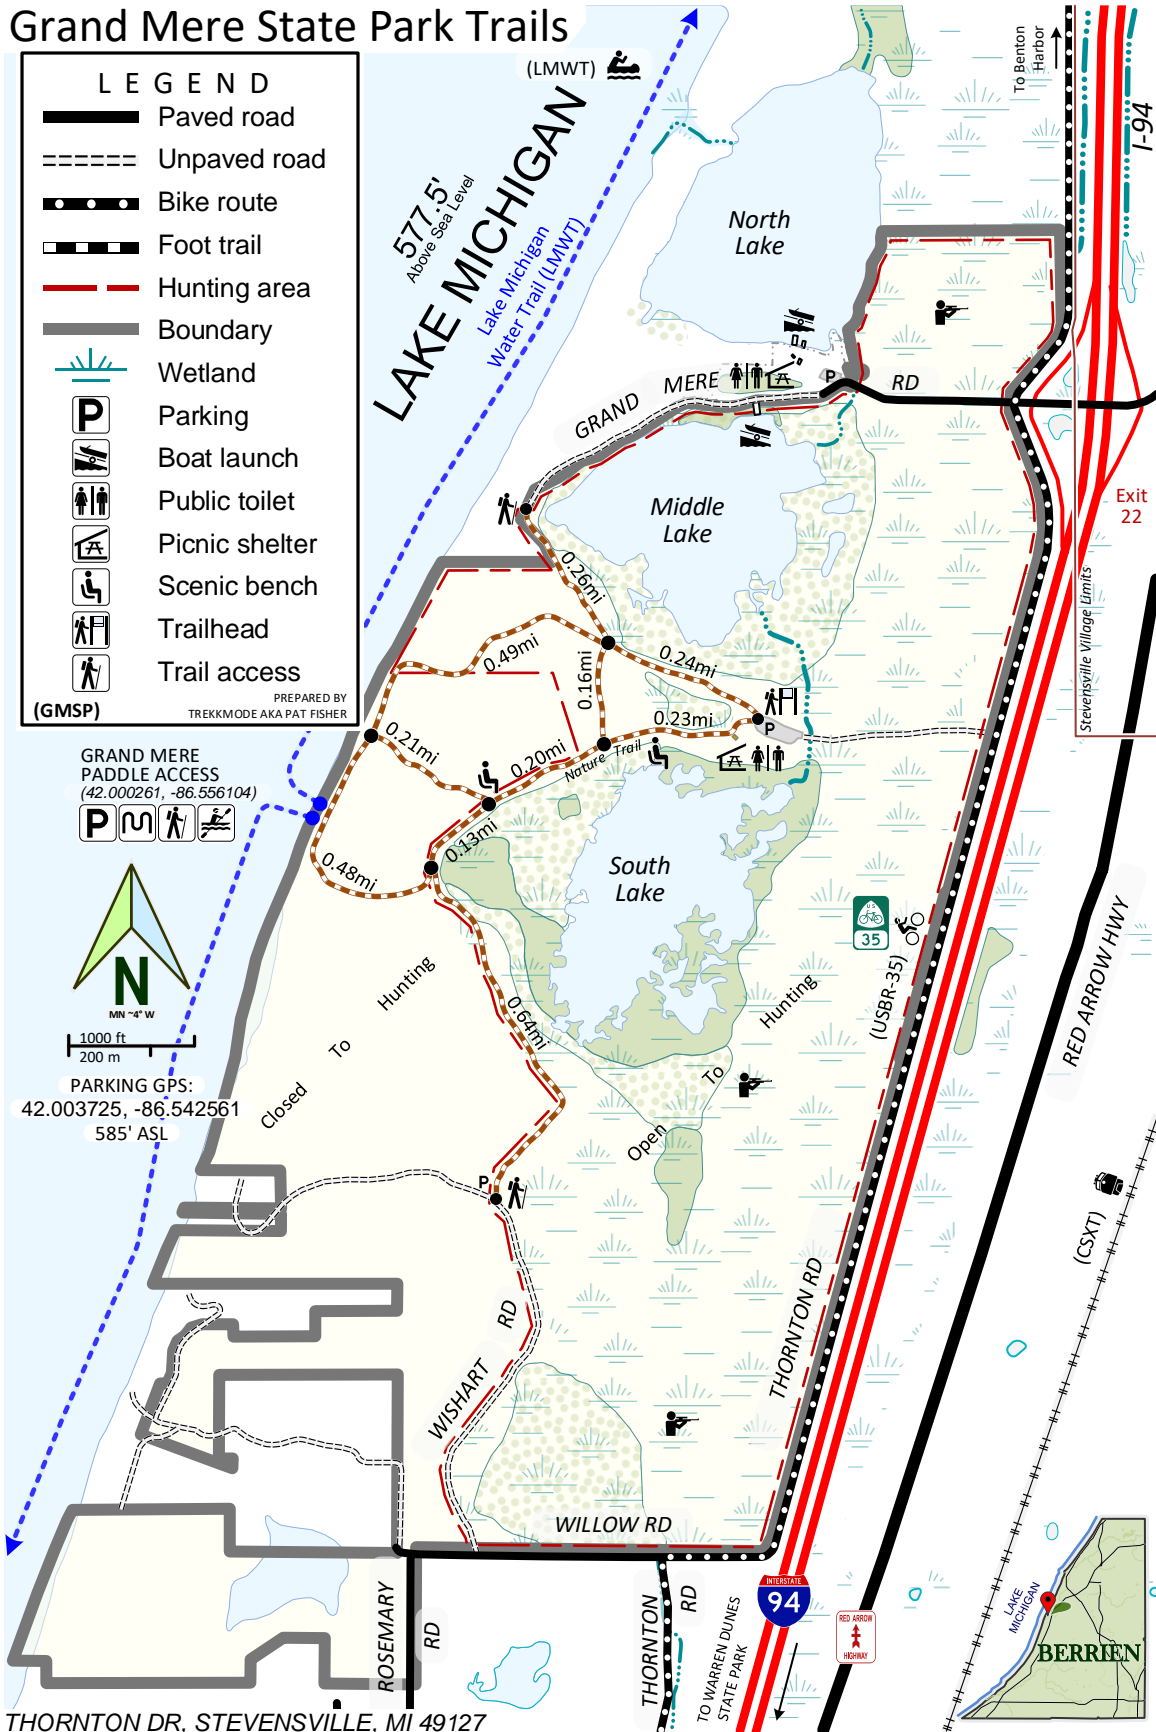 Grand Mere State Park Trails
LEGEND
Paved road
Unpaved road
Bike route
Foot trail
Hunting area
Boundary
Wetland
P
Parking
Boat launch
Public toilet
Picnic shelter
Scenic bench
Trailhead
Trail access
(GMSP)
PREPARED BY
TREKKMODE AKA PAT FISHER
(LMWT)
LAKE MICHIGAN
577.5'
Above Sea Level
Lake Michigan
Water Trail (LMWT)
To Benton
Harbor
I-94
North
Lake
GRAND MERE RD
P
Middle
Lake
Exit
22
Stevensville Village Limits
0.26mi
0.49mi
0.24mi
0.16mi
0.23mi
P
0.21mi
0.20mi
Nature Trail
0.13mi
0.48mi
South
Lake
0.64mi
GRAND MERE
PADDLE ACCESS
(42.000261, -86.556104)
P
N
MN ~4° W
1000 ft
200 m
PARKING GPS:
42.003725, -86.542561
585' ASL
Closed To Hunting
Open To Hunting
US
35
(USBR-35)
RED ARROW HWY
(CSXT)
P
WISHART RD
THORNTON RD
WILLOW RD
ROSEMARY RD
THORNTON RD
TO WARREN DUNES
STATE PARK
INTERSTATE
94
RED ARROW
HIGHWAY
LAKE
MICHIGAN
BERRIEN
THORNTON DR, STEVENSVILLE, MI 49127